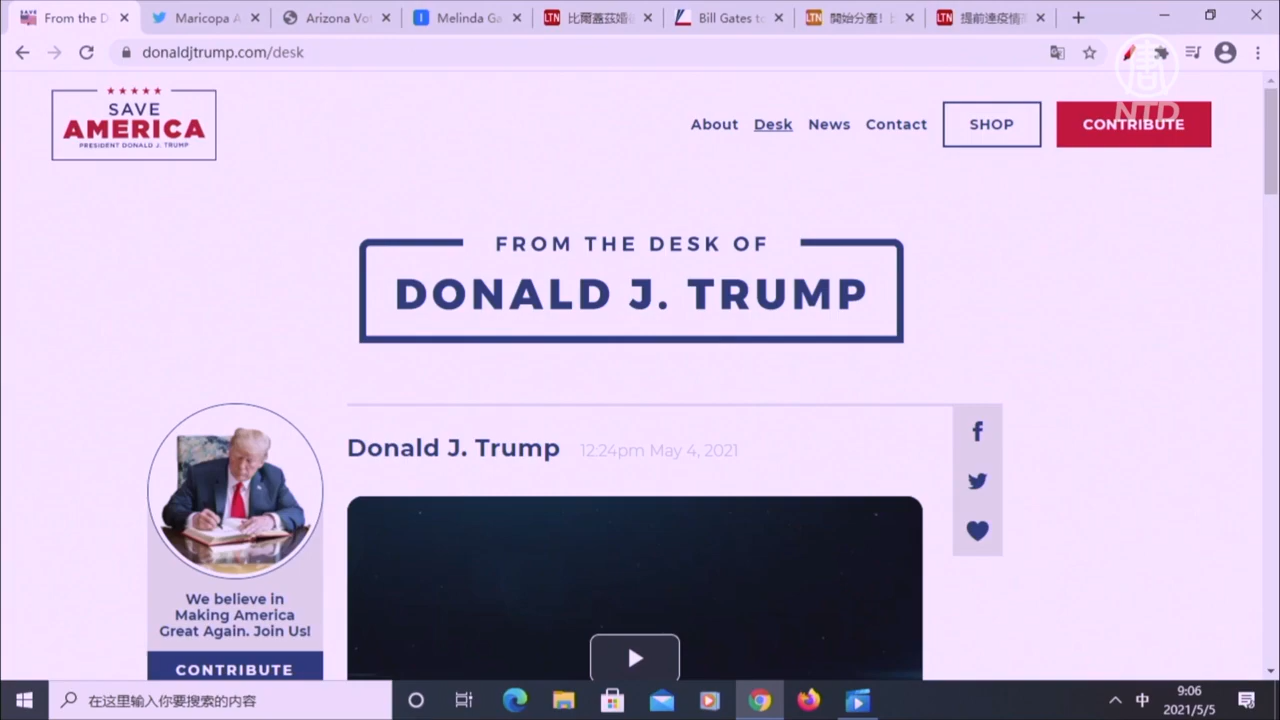 From the D
Maricopa A
Arizona Vo
Melinda Ga
比爾蓋茲婚
Bill Gates to
開始分產!
提前達疫情
donaldjtrump.com/desk
NTD
SAVE
AMERICA
PRESIDENT DONALD J. TRUMP
About Desk News Contact SHOP CONTRIBUTE
FROM THE DESK OF
DONALD J. TRUMP
Donald J. Trump 12:24pm May 4, 2021
We believe in
Making America
Great Again. Join Us!
CONTRIBUTE
在这里输入你要搜索的内容
中
9:06
2021/5/5